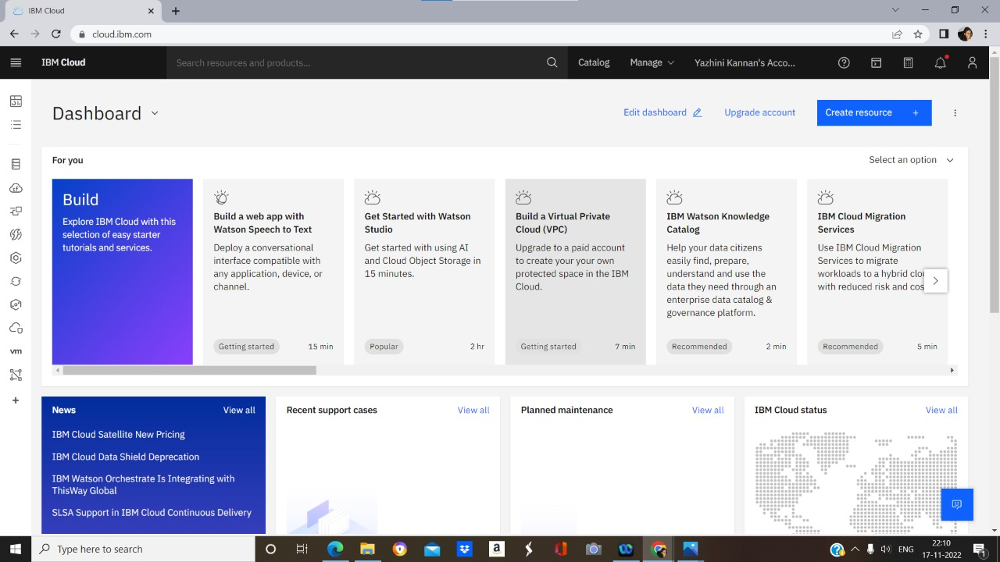 IBM Cloud
cloud.ibm.com
IBM Cloud
Search resources and products...
Catalog
Manage
Yazhini Kannan's Acco...
Dashboard
Edit dashboard
Upgrade account
Create resource +
For you
Select an option
Build
Explore IBM Cloud with this
selection of easy starter
tutorials and services.
Build a web app with
Watson Speech to Text
Deploy a conversational
interface compatible with
any application, device, or
channel.
Getting started
15 min
Get Started with Watson
Studio
Get started with using AI
and Cloud Object Storage in
15 minutes.
Popular
2 hr
Build a Virtual Private
Cloud (VPC)
Upgrade to a paid account
to create your your own
protected space in the IBM
Cloud.
Getting started
7 min
IBM Watson Knowledge
Catalog
Help your data citizens
easily find, prepare,
understand and use the
data they need through an
enterprise data catalog &
governance platform.
Recommended
2 min
IBM Cloud Migration
Services
Use IBM Cloud Migration
Services to migrate
workloads to a hybrid clo
with reduced risk and cos
Recommended
5 min
vm
News
View all
IBM Cloud Satellite New Pricing
IBM Cloud Data Shield Deprecation
IBM Watson Orchestrate Is Integrating with
ThisWay Global
SLSA Support in IBM Cloud Continuous Delivery
Recent support cases
View all
Planned maintenance
View all
IBM Cloud status
View all
Type here to search
ENG
22:10
17-11-2022
1